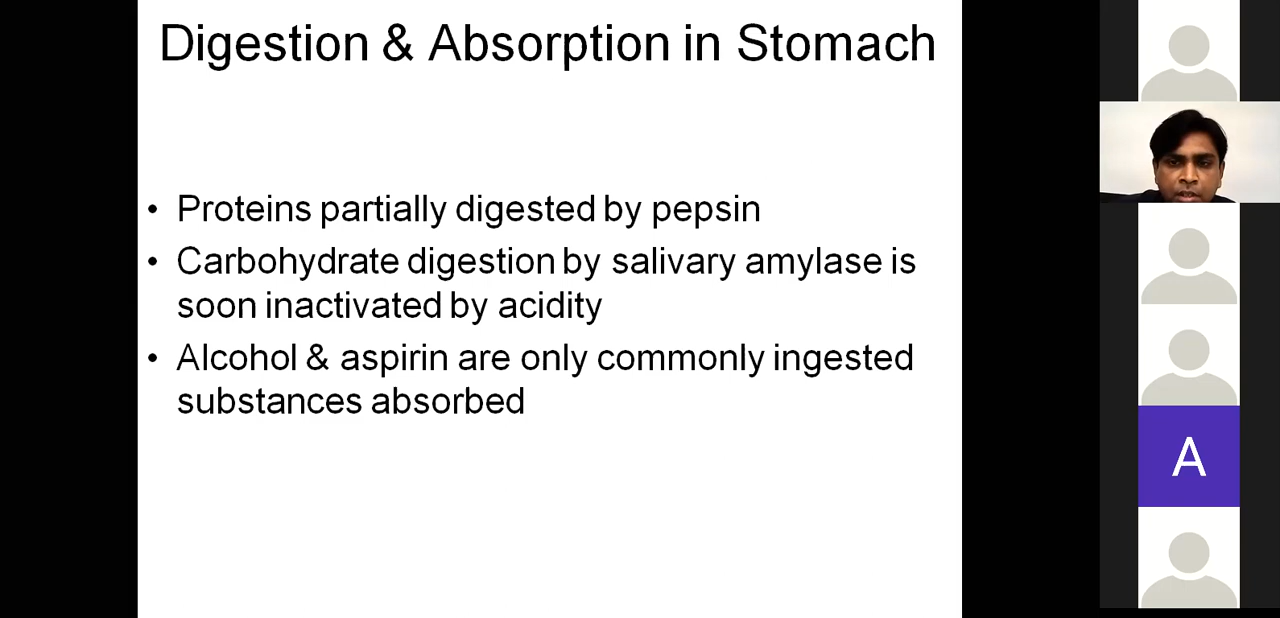 Digestion & Absorption in Stomach
• Proteins partially digested by pepsin
• Carbohydrate digestion by salivary amylase is
soon inactivated by acidity
• Alcohol & aspirin are only commonly ingested
substances absorbed
A